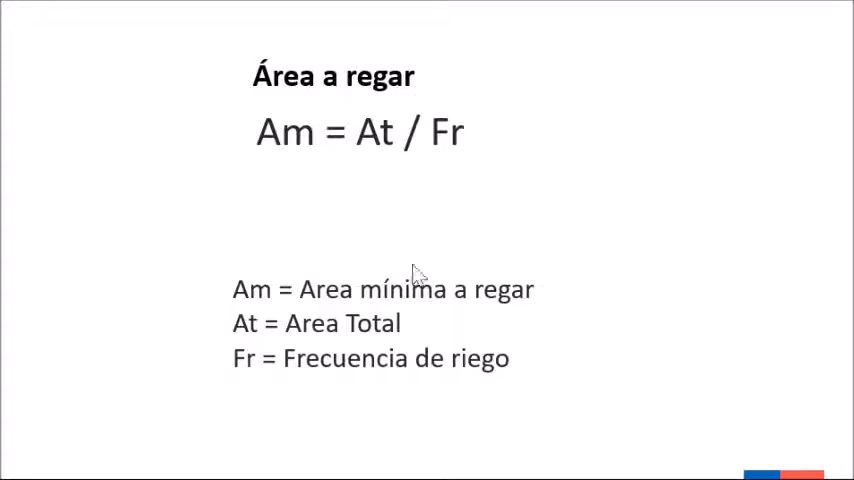 Área a regar
Am = At / Fr
Am = Area mínima a regar
At = Area Total
Fr = Frecuencia de riego